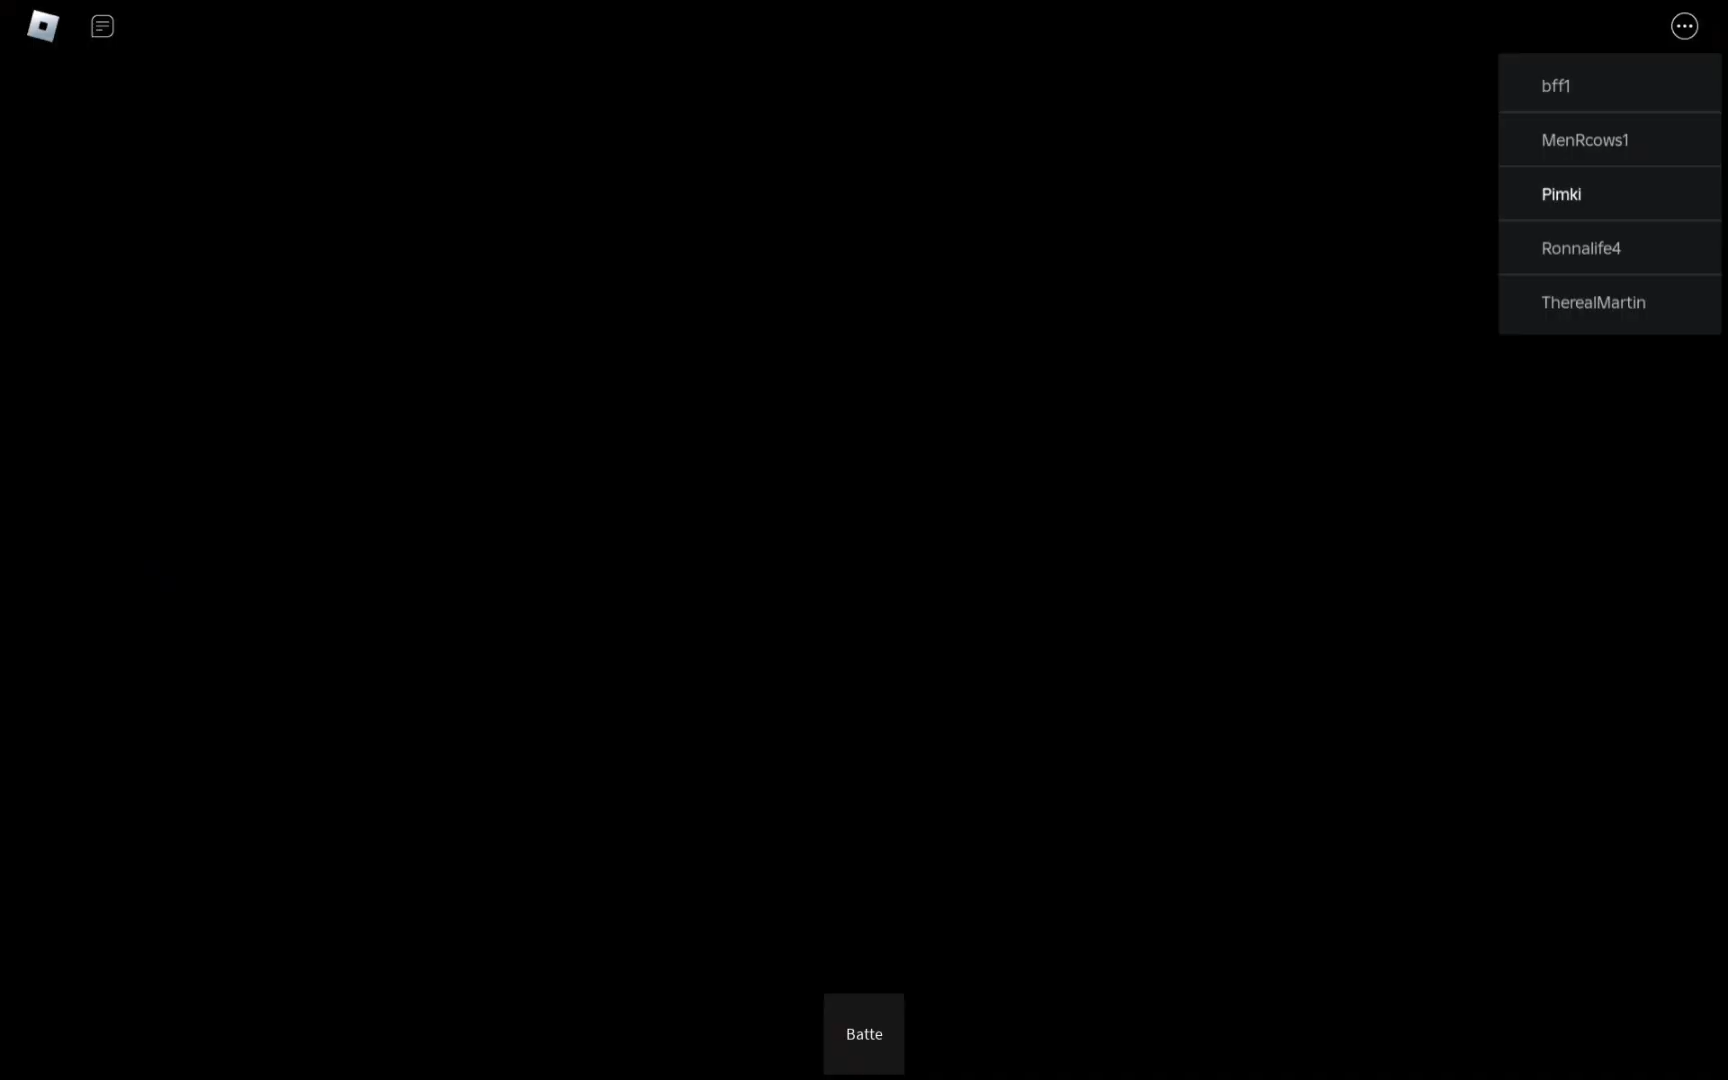 bff1
MenRcows1
Pimki
Ronnalife4
TherealMartin
Batte